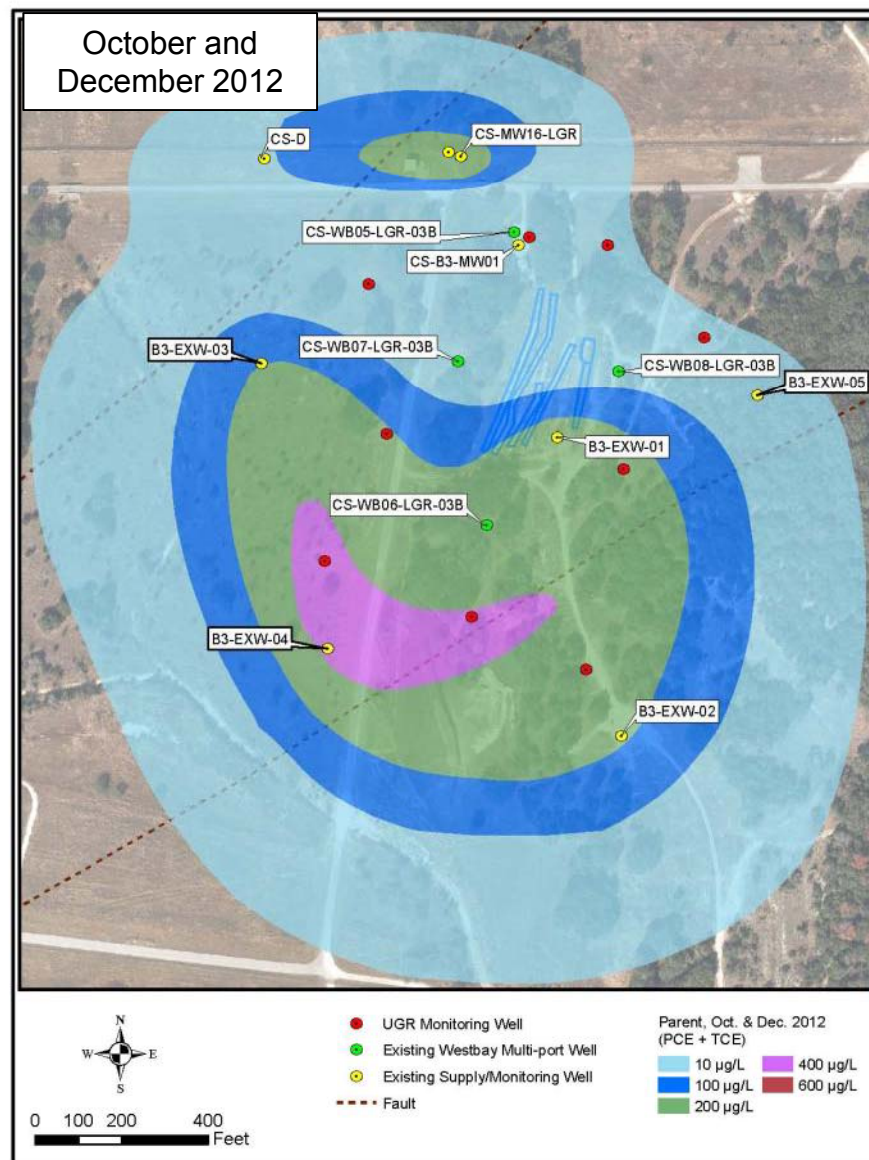 October and
December 2012
CS-D
CS-MW16-LGR
CS-WB05-LGR-03B
CS-B3-MW01
B3-EXW-03
CS-WB07-LGR-03B
CS-WB08-LGR-03B
B3-EXW-05
B3-EXW-01
CS-WB06-LGR-03B
B3-EXW-04
B3-EXW-02
N
W E
S
0 100 200 400
Feet
UGR Monitoring Well
Existing Westbay Multi-port Well
Existing Supply/Monitoring Well
Fault
Parent, Oct. & Dec. 2012
(PCE + TCE)
10 µg/L
100 µg/L
200 µg/L
400 µg/L
600 µg/L